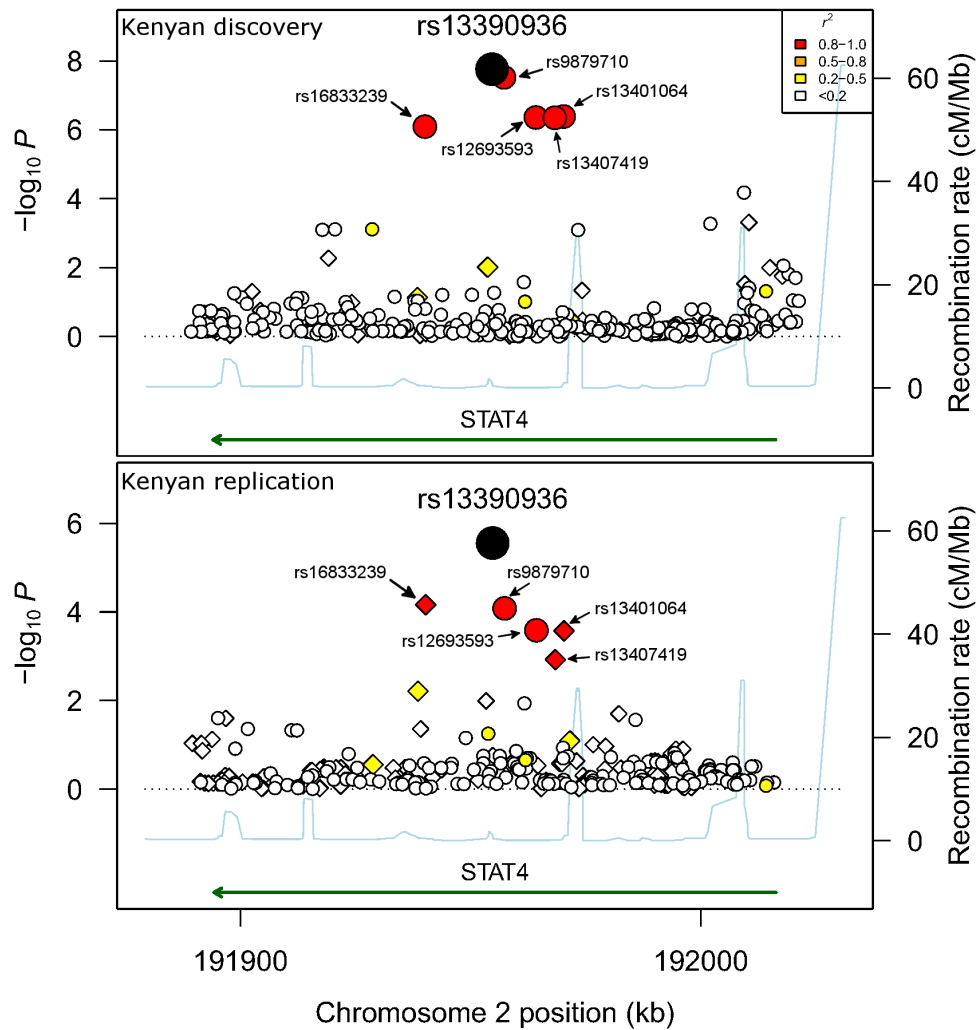 Kenyan discovery
rs13390936
r²
0.8–1.0
0.5–0.8
0.2–0.5
<0.2
rs9879710
rs16833239
rs13401064
rs12693593
rs13407419
8
6
4
2
0
−log₁₀ P
60
40
20
0
Recombination rate (cM/Mb)
STAT4
Kenyan replication
rs13390936
rs16833239
rs9879710
rs13401064
rs12693593
rs13407419
6
4
2
0
−log₁₀ P
60
40
20
0
Recombination rate (cM/Mb)
STAT4
191900
192000
Chromosome 2 position (kb)